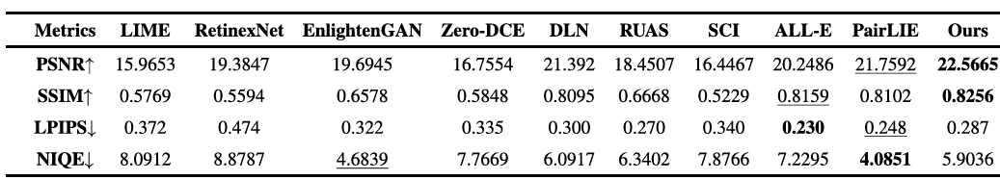 Metrics LIME RetinexNet EnlightenGAN Zero-DCE DLN RUAS SCI ALL-E PairLIE Ours
PSNR↑ 15.9653 19.3847 19.6945 16.7554 21.392 18.4507 16.4467 20.2486 21.7592 22.5665
SSIM↑ 0.5769 0.5594 0.6578 0.5848 0.8095 0.6668 0.5229 0.8159 0.8102 0.8256
LPIPS↓ 0.372 0.474 0.322 0.335 0.300 0.270 0.340 0.230 0.248 0.287
NIQE↓ 8.0912 8.8787 4.6839 7.7669 6.0917 6.3402 7.8766 7.2295 4.0851 5.9036